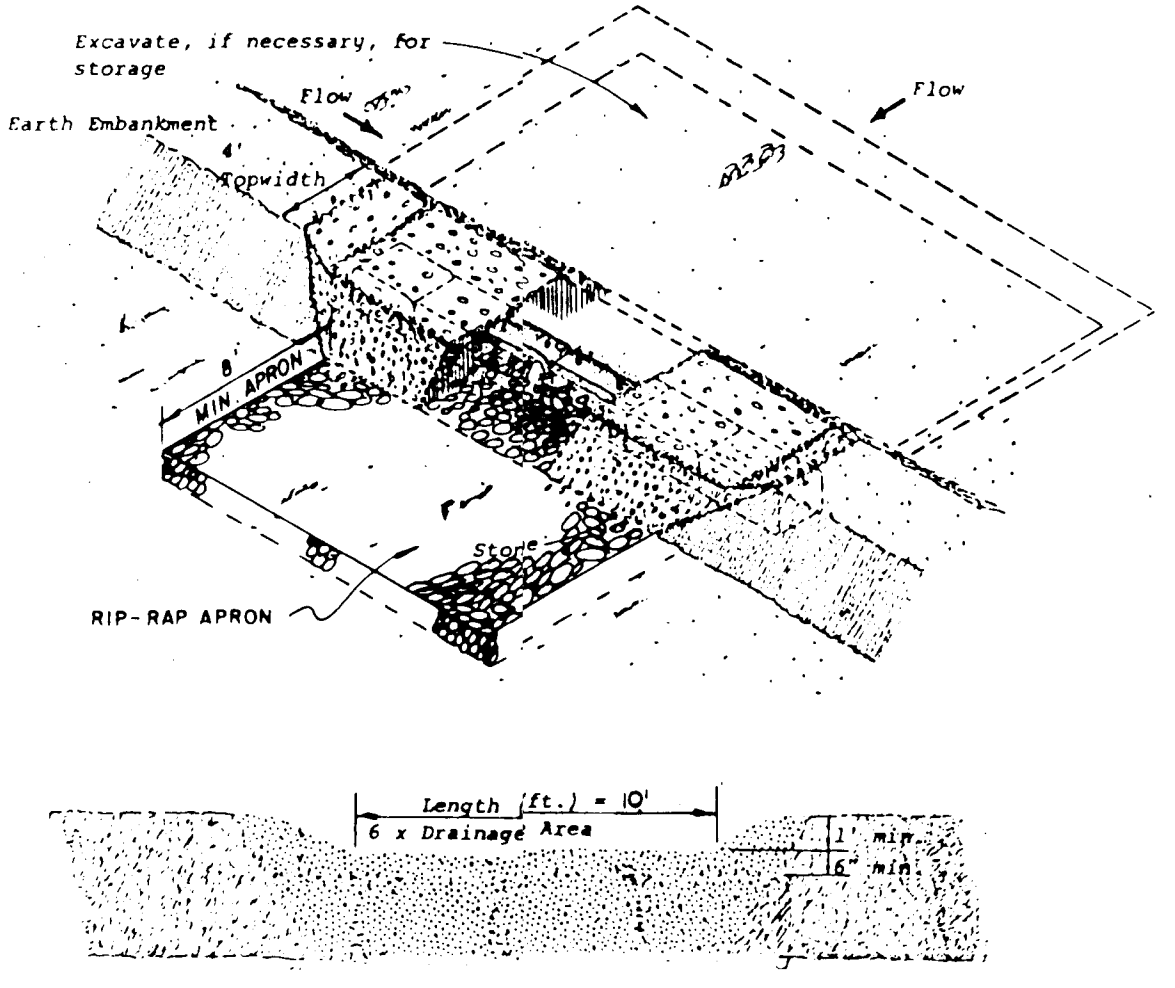 Excavate, if necessary, for
storage
Flow
Flow
Earth Embankment
4'
Topwidth
8'
MIN APRON
Stone
RIP-RAP APRON
Length (ft.) = 10'
6 x Drainage Area
1' min
6" min